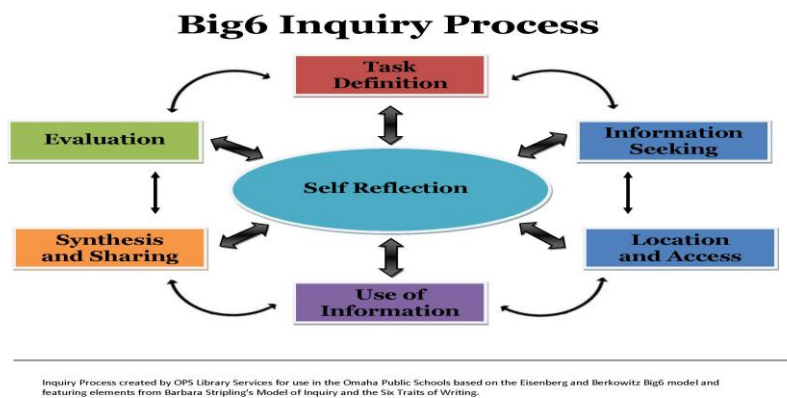 Big6 Inquiry Process
Task
Definition
Evaluation
Information
Seeking
Self Reflection
Synthesis
and Sharing
Location
and Access
Use of
Information
Inquiry Process created by OPS Library Services for use in the Omaha Public Schools based on the Eisenberg and Berkowitz Big6 model and
featuring elements from Barbara Stripling's Model of Inquiry and the Six Traits of Writing.